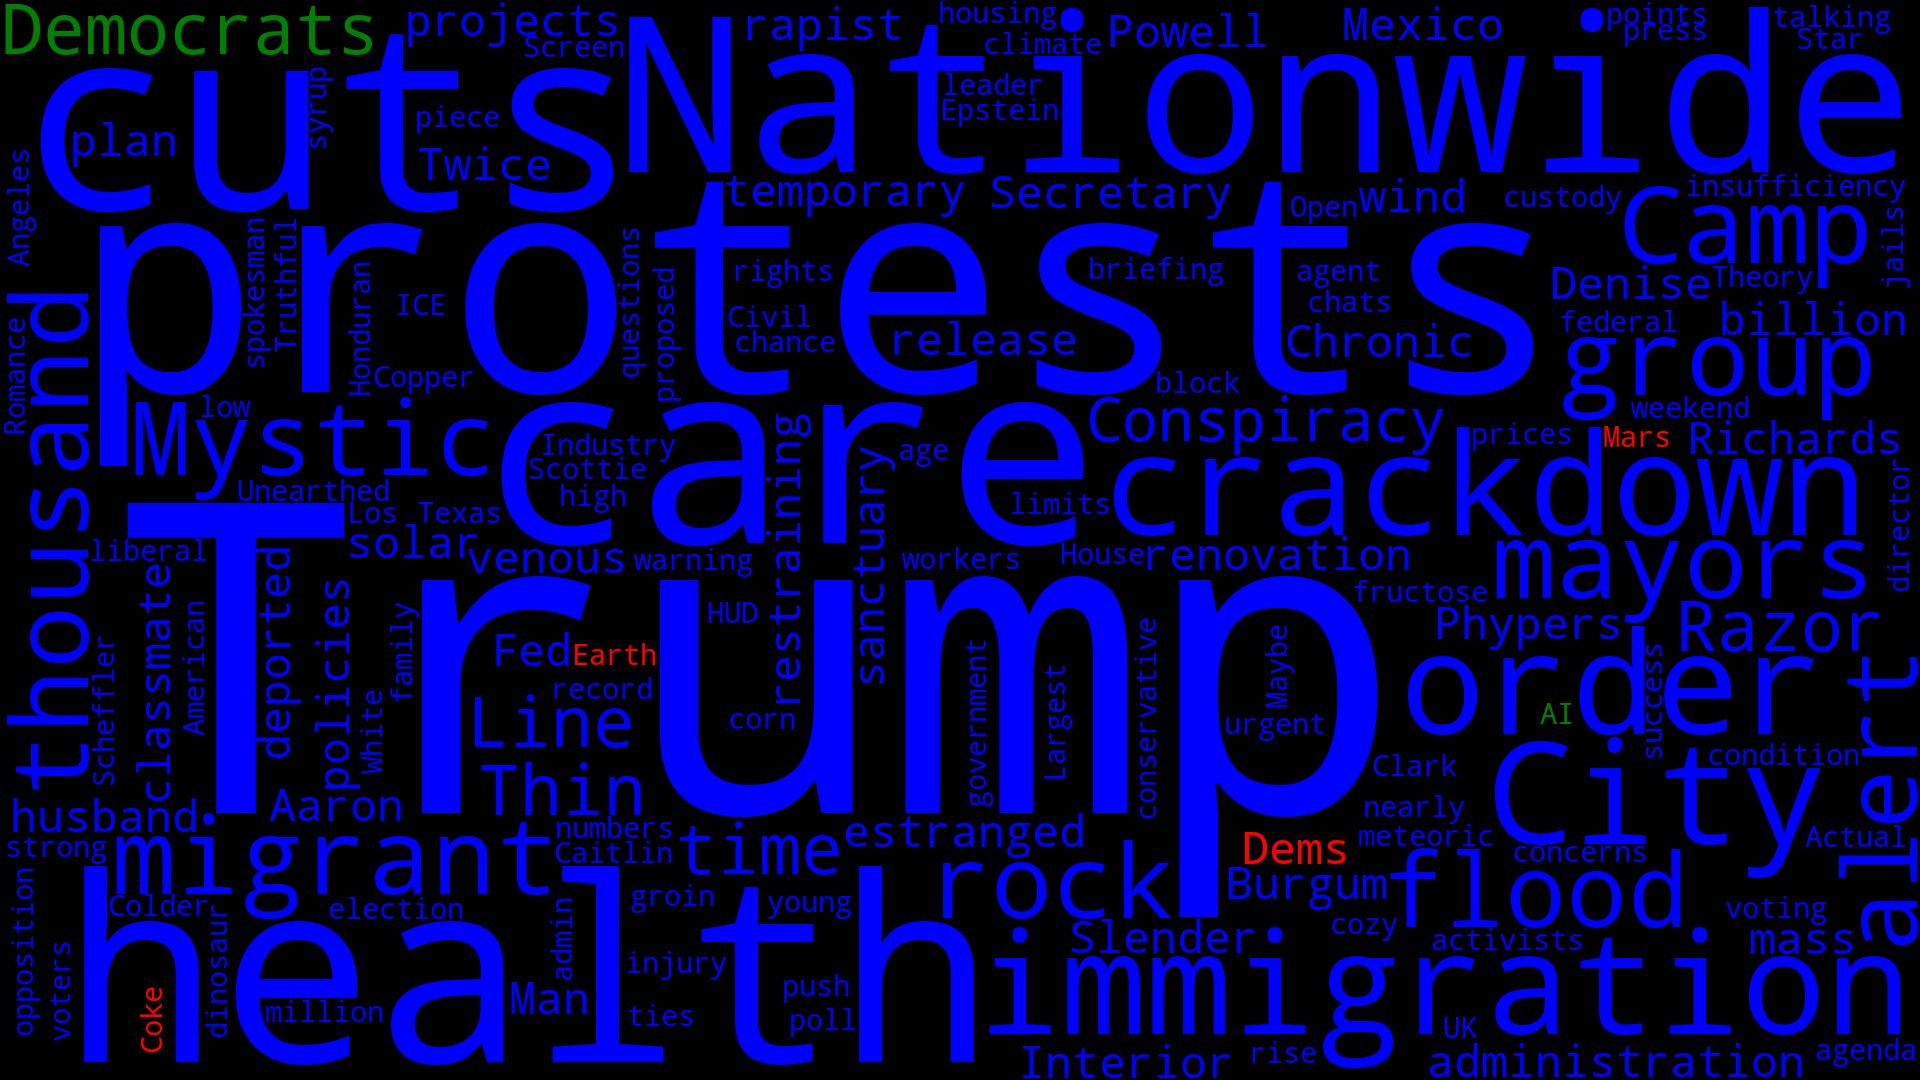 Democrats
projects
Screen
rapist
housing
climate
Powell
Mexico
points
press
talking
Star
cuts
Nationwide
plan
syrup
piece
Twice
leader
Epstein
Angeles
temporary
Secretary
Open
wind
custody
insufficiency
Camp
jails
protests
spokesman
Truthful
Honduran
ICE
questions
proposed
rights
Civil
chance
briefing
agent
chats
release
Chronic
Denise
Theory
federal
billion
group
Romance
thousand
Copper
block
weekend
Mystic
low
care
Industry
Scottie
high
restraining
sanctuary
age
Conspiracy
prices
Mars
Richards
limits
crackdown
director
Unearthed
Los
Texas
liberal
solar
venous
warning
workers
House
renovation
mayors
Trump
classmate
American
deported
policies
White
family
Scheffler
Fed
Earth
HUD
record
corn
Line
Thin
government
Largest
conservative
Maybe
urgent
fructose
Phypers
Razor
order
AI
success
Clark
condition
City
alert
husband
Aaron
nearly
meteoric
strong
migrant
numbers
Caitlin
time
estranged
Dems
concerns
Actual
rock
Burgum
flood
opposition
voters
Colder
dinosaur
election
admin
groin
young
cozy
voting
health
Coke
million
Man
injury
ties
push
poll
Slender
activists
mass
immigration
UK
Interior
rise
administration
agenda